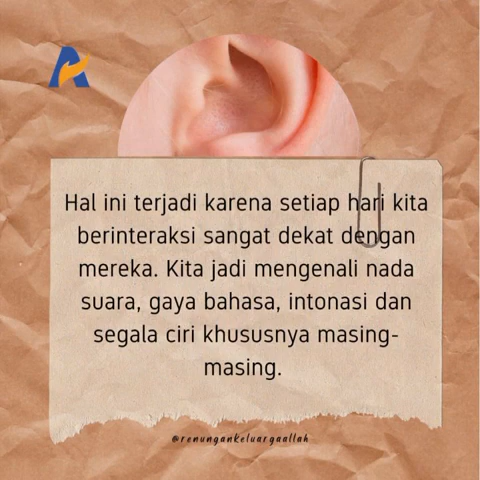 Hal ini terjadi karena setiap hari kita
berinteraksi sangat dekat dengan
mereka. Kita jadi mengenali nada
suara, gaya bahasa, intonasi dan
segala ciri khususnya masing-
masing.
@renungankeluargaallah